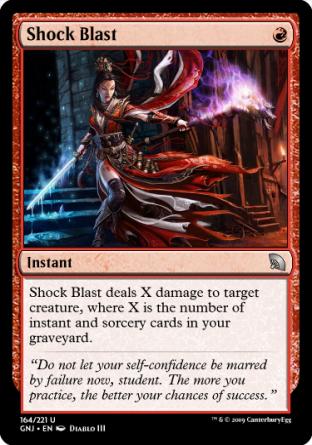 Shock Blast
Instant
Shock Blast deals X damage to target
creature, where X is the number of
instant and sorcery cards in your
graveyard.
“Do not let your self-confidence be marred
by failure now, student. The more you
practice, the better your chances of success.”
164/221 U
GNJ • EN Diablo III
™ & © 2019 CanterburyEgg